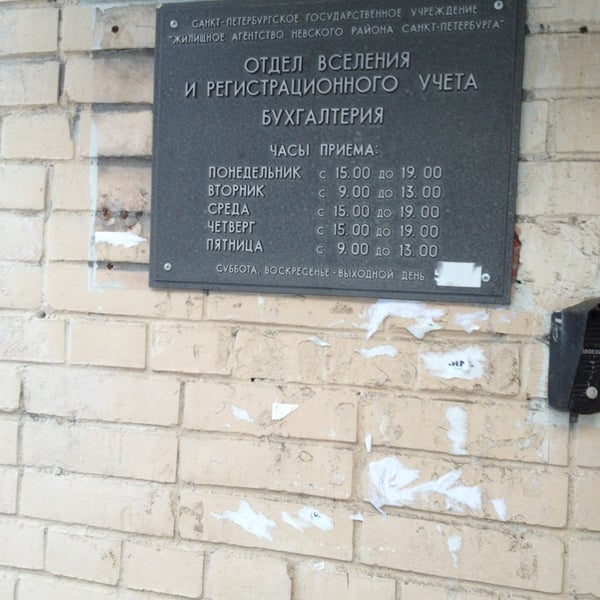 САНКТ-ПЕТЕРБУРГСКОЕ ГОСУДАРСТВЕННОЕ УЧРЕЖДЕНИЕ
"ЖИЛИЩНОЕ АГЕНТСТВО НЕВСКОГО РАЙОНА САНКТ-ПЕТЕРБУРГА"
ОТДЕЛ ВСЕЛЕНИЯ
И РЕГИСТРАЦИОННОГО УЧЕТА
БУХГАЛТЕРИЯ
ЧАСЫ ПРИЕМА:
ПОНЕДЕЛЬНИК С 15.00 ДО 19.00
ВТОРНИК С 9.00 ДО 13.00
СРЕДА С 15.00 ДО 19.00
ЧЕТВЕРГ С 15.00 ДО 19.00
ПЯТНИЦА С 9.00 ДО 13.00
СУББОТА, ВОСКРЕСЕНЬЕ - ВЫХОДНОЙ ДЕНЬ